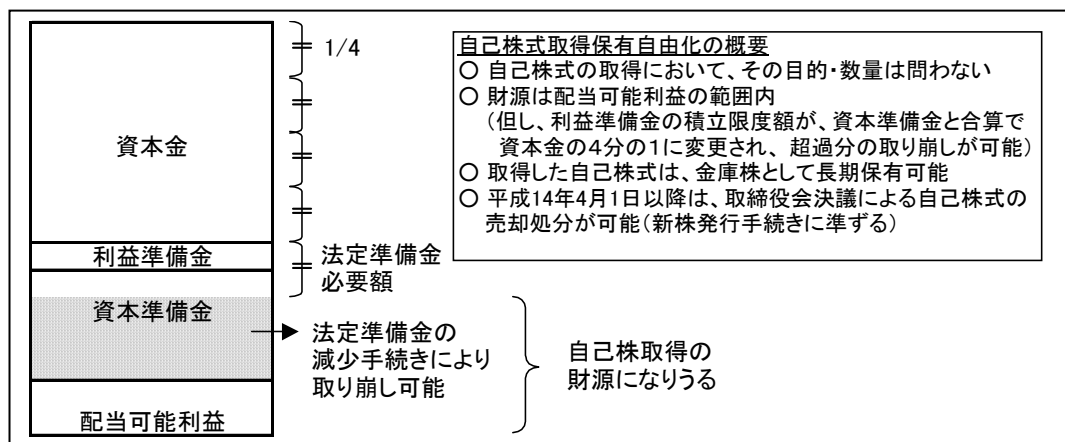 1/4
資本金
利益準備金
法定準備金
必要額
資本準備金
法定準備金の
減少手続きにより
取り崩し可能
配当可能利益
自己株取得の
財源になりうる
自己株式取得保有自由化の概要
○ 自己株式の取得において、その目的・数量は問わない
○ 財源は配当可能利益の範囲内
(但し、利益準備金の積立限度額が、資本準備金と合算で
資本金の4分の1に変更され、超過分の取り崩しが可能)
○ 取得した自己株式は、金庫株として長期保有可能
○ 平成14年4月1日以降は、取締役会決議による自己株式の
売却処分が可能(新株発行手続きに準ずる)